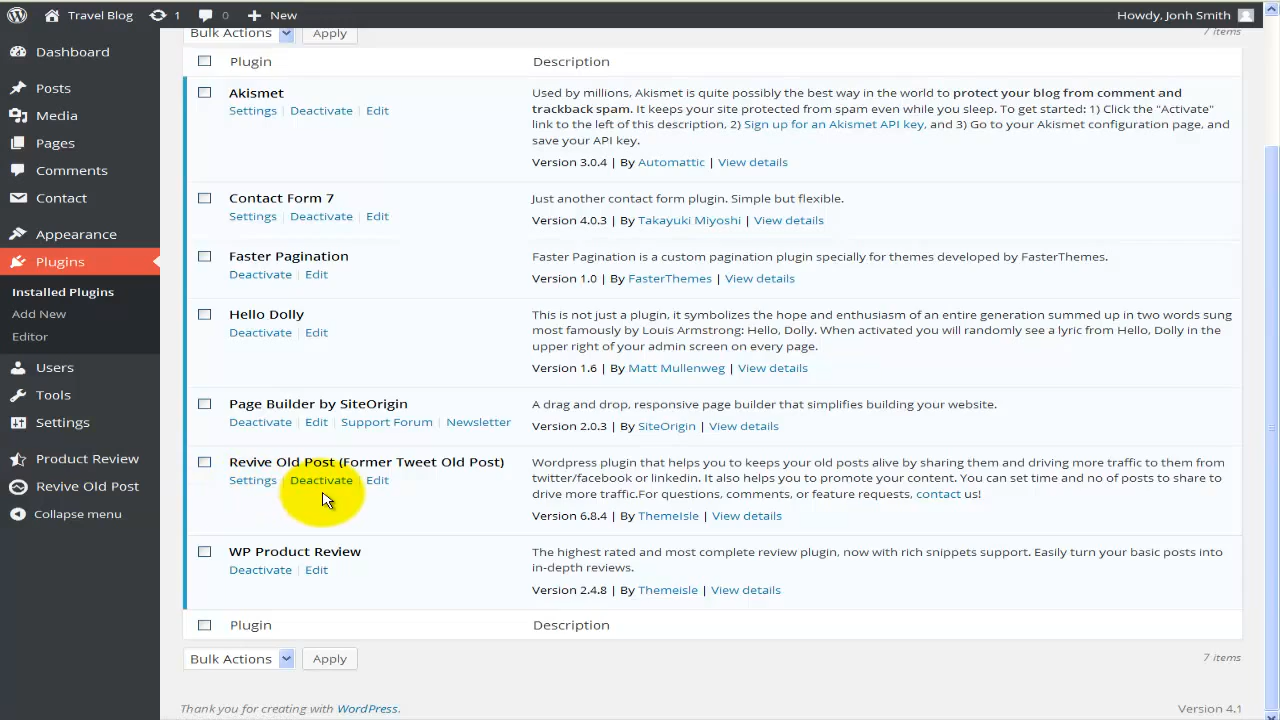 Travel Blog 1 0 New Howdy, Jonh Smith
Bulk Actions Apply 7 items
Dashboard
Posts
Media
Pages
Comments
Contact
Appearance
Plugins
Installed Plugins
Add New
Editor
Users
Tools
Settings
Product Review
Revive Old Post
Collapse menu
Plugin Description
Akismet
Settings | Deactivate | Edit
Used by millions, Akismet is quite possibly the best way in the world to protect your blog from comment and
trackback spam. It keeps your site protected from spam even while you sleep. To get started: 1) Click the "Activate"
link to the left of this description, 2) Sign up for an Akismet API key, and 3) Go to your Akismet configuration page, and
save your API key.
Version 3.0.4 | By Automattic | View details
Contact Form 7
Settings | Deactivate | Edit
Just another contact form plugin. Simple but flexible.
Version 4.0.3 | By Takayuki Miyoshi | View details
Faster Pagination
Deactivate | Edit
Faster Pagination is a custom pagination plugin specially for themes developed by FasterThemes.
Version 1.0 | By FasterThemes | View details
Hello Dolly
Deactivate | Edit
This is not just a plugin, it symbolizes the hope and enthusiasm of an entire generation summed up in two words sung
most famously by Louis Armstrong: Hello, Dolly. When activated you will randomly see a lyric from Hello, Dolly in the
upper right of your admin screen on every page.
Version 1.6 | By Matt Mullenweg | View details
Page Builder by SiteOrigin
Deactivate | Edit | Support Forum | Newsletter
A drag and drop, responsive page builder that simplifies building your website.
Version 2.0.3 | By SiteOrigin | View details
Revive Old Post (Former Tweet Old Post)
Settings | Deactivate | Edit
Wordpress plugin that helps you to keeps your old posts alive by sharing them and driving more traffic to them from
twitter/facebook or linkedin. It also helps you to promote your content. You can set time and no of posts to share to
drive more traffic.For questions, comments, or feature requests, contact us!
Version 6.8.4 | By ThemeIsle | View details
WP Product Review
Deactivate | Edit
The highest rated and most complete review plugin, now with rich snippets support. Easily turn your basic posts into
in-depth reviews.
Version 2.4.8 | By Themeisle | View details
Plugin Description
Bulk Actions Apply 7 items
Thank you for creating with WordPress. Version 4.1